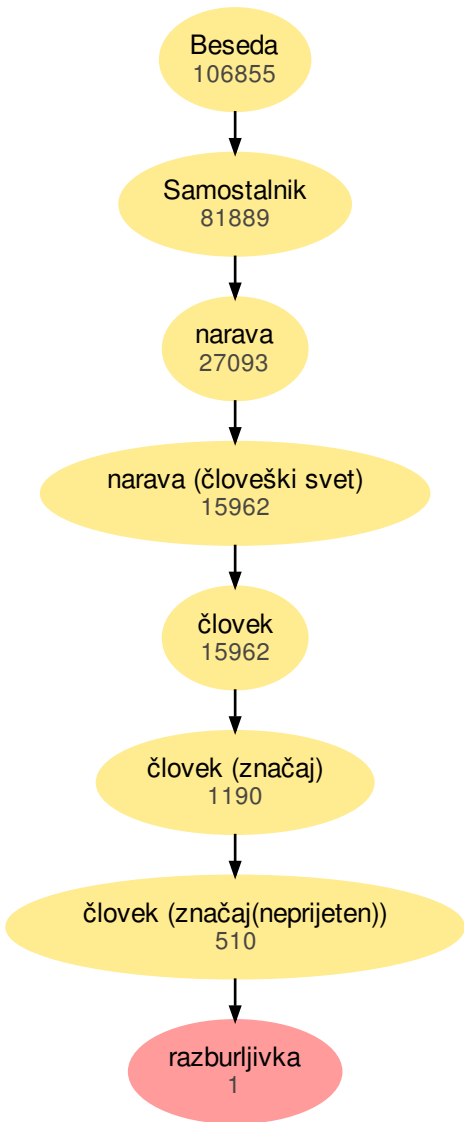 Beseda
106855
Samostalnik
81889
narava
27093
narava (človeški svet)
15962
človek
15962
človek (značaj)
1190
človek (značaj(neprijeten))
510
razburljivka
1